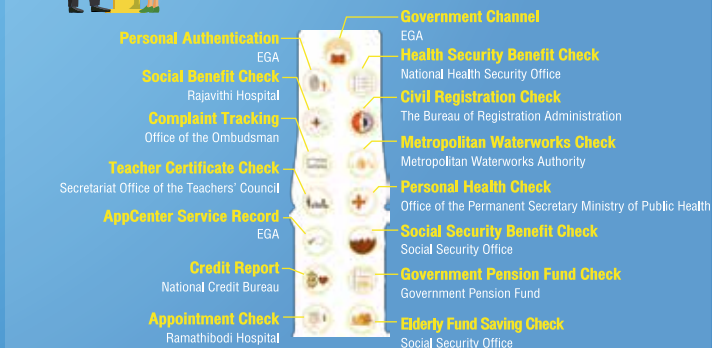 Government Channel
EGA
Personal Authentication
EGA
Health Security Benefit Check
National Health Security Office
Social Benefit Check
Rajavithi Hospital
Civil Registration Check
The Bureau of Registration Administration
Complaint Tracking
Office of the Ombudsman
Metropolitan Waterworks Check
Metropolitan Waterworks Authority
Teacher Certificate Check
Secretariat Office of the Teachers' Council
Personal Health Check
Office of the Permanent Secretary Ministry of Public Health
AppCenter Service Record
EGA
Social Security Benefit Check
Social Security Office
Credit Report
National Credit Bureau
Government Pension Fund Check
Government Pension Fund
Appointment Check
Ramathibodi Hospital
Elderly Fund Saving Check
Social Security Office